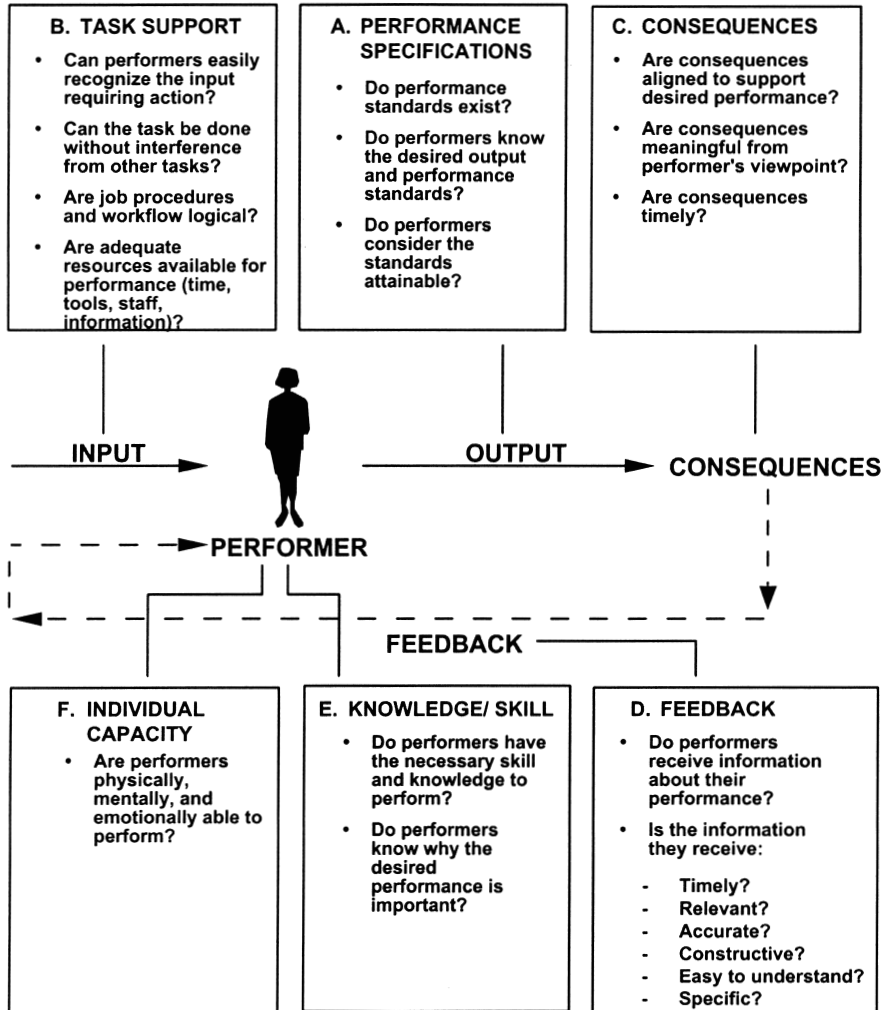 B. TASK SUPPORT
• Can performers easily
recognize the input
requiring action?
• Can the task be done
without interference
from other tasks?
• Are job procedures
and workflow logical?
• Are adequate
resources available for
performance (time,
tools, staff,
information)?
A. PERFORMANCE
SPECIFICATIONS
• Do performance
standards exist?
• Do performers know
the desired output
and performance
standards?
• Do performers
consider the
standards
attainable?
C. CONSEQUENCES
• Are consequences
aligned to support
desired performance?
• Are consequences
meaningful from
performer's viewpoint?
• Are consequences
timely?
INPUT
OUTPUT
CONSEQUENCES
PERFORMER
FEEDBACK
F. INDIVIDUAL
CAPACITY
• Are performers
physically,
mentally, and
emotionally able to
perform?
E. KNOWLEDGE/ SKILL
• Do performers have
the necessary skill
and knowledge to
perform?
• Do performers
know why the
desired
performance is
important?
D. FEEDBACK
• Do performers
receive information
about their
performance?
• Is the information
they receive:
- Timely?
- Relevant?
- Accurate?
- Constructive?
- Easy to understand?
- Specific?